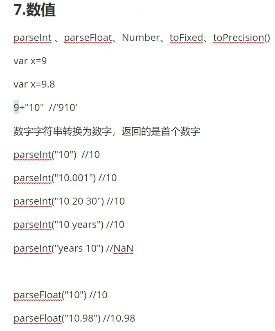 7.数值
parseInt 、parseFloat、Number、toFixed、toPrecision()
var x=9
var x=9.8
9+"10" //'910'
数字字符串转换为数字，返回的是首个数字
parseInt("10") //10
parseInt("10.001") //10
parseInt("10 20 30") //10
parseInt("10 years") //10
parseInt("years 10") //NaN
parseFloat("10") //10
parseFloat("10.98") //10.98